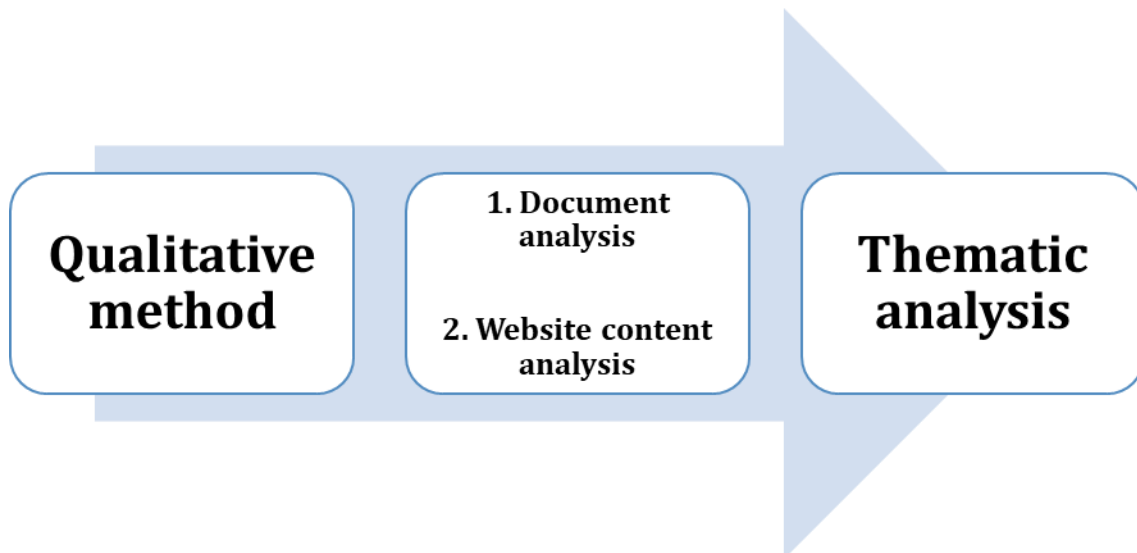 Qualitative
method
1. Document
analysis
2. Website content
analysis
Thematic
analysis